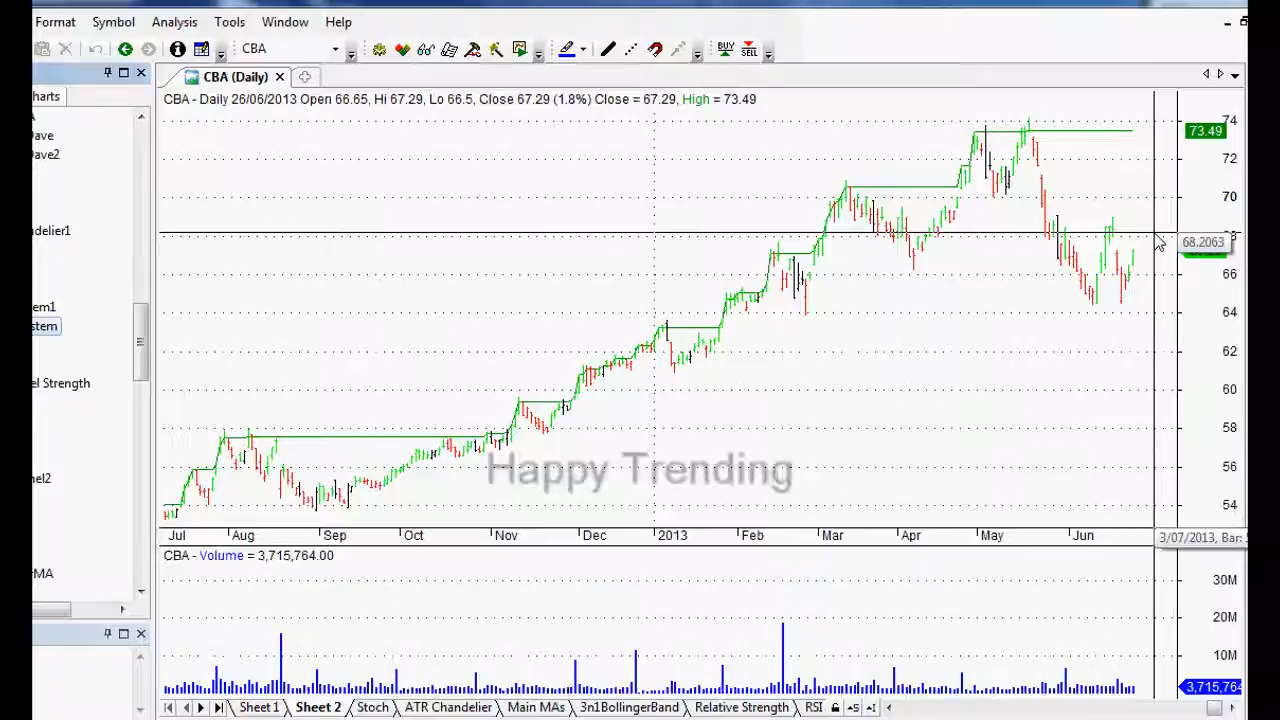 Format Symbol Analysis Tools Window Help
CBA BUY SELL
CBA (Daily)
harts
CBA - Daily 26/06/2013 Open 66.65, Hi 67.29, Lo 66.5, Close 67.29 (1.8%) Close = 67.29, High = 73.49
ave
ave2
ndelier1
em1
stem
el Strength
nel2
rMA
74
73.49
72
70
68.2063
66
64
62
60
58
56
54
Happy Trending
Jul Aug Sep Oct Nov Dec 2013 Feb Mar Apr May Jun
3/07/2013, Bar:
CBA - Volume = 3,715,764.00
30M
20M
10M
3,715,764
Sheet 1 Sheet 2 Stoch ATR Chandelier Main MAs 3n1BollingerBand Relative Strength RSI